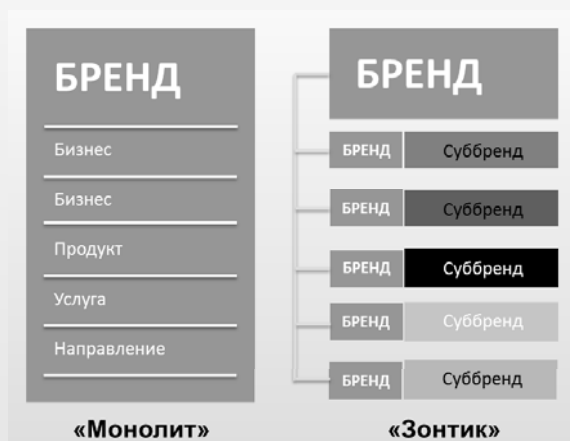 БРЕНД
Бизнес
Бизнес
Продукт
Услуга
Направление
«Монолит»
БРЕНД
БРЕНД Суббренд
БРЕНД Суббренд
БРЕНД Суббренд
БРЕНД Суббренд
БРЕНД Суббренд
«Зонтик»